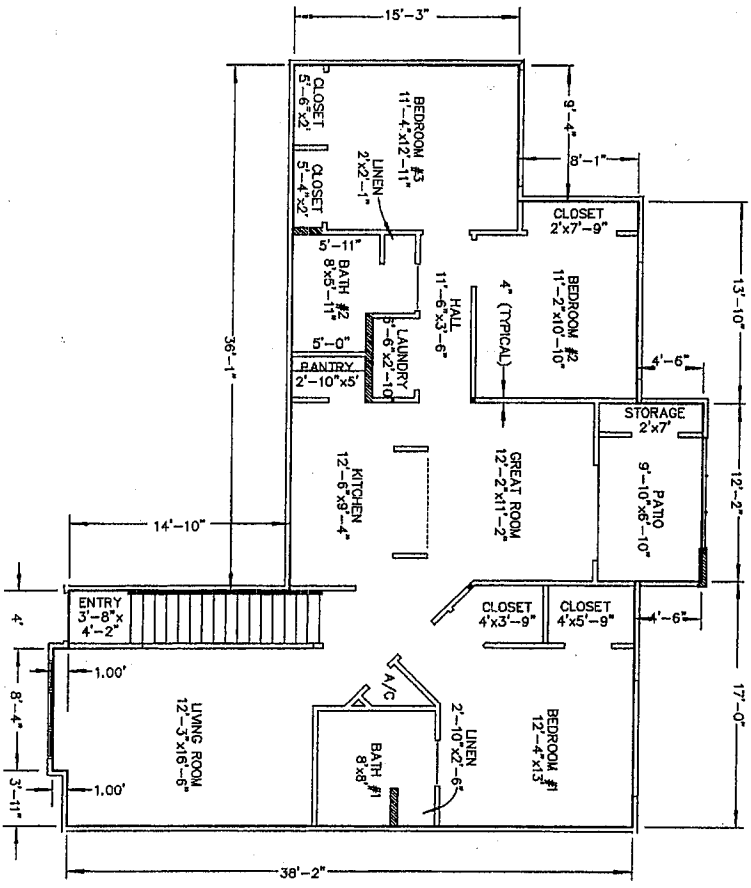 15'-3"
9'-4"
8'-1"
CLOSET
5'-6"x2'
BEDROOM #3
11'-4"x12'-11"
LINEN
2'x2'-1"
CLOSET
5'-4"x2'
CLOSET
2'x7'-9"
13'-10"
5'-11"
BATH #2
8'x5'-11"
HALL
11'-6"x3'-6"
4" (TYPICAL)
BEDROOM #2
11'-2"x10'-10"
36'-1"
5'-0"
LAUNDRY
5'-6"x2'-10"
PANTRY
2'-10"x5'
4'-6"
STORAGE
2'x7'
KITCHEN
12'-6"x9'-4"
GREAT ROOM
12'-2"x11'-2"
PATIO
9'-10"x6'-10"
12'-2"
14'-10"
4'
ENTRY
3'-8"x
4'-2"
CLOSET
4'x3'-9"
CLOSET
4'x5'-9"
4'-6"
17'-0"
1.00'
8'-4"
A/C
LIVING ROOM
12'-3"x16'-6"
LINEN
2'-10"x2'-6"
BEDROOM #1
12'-4"x13'
BATH #1
8'x8'
1.00'
3'-11"
38'-2"